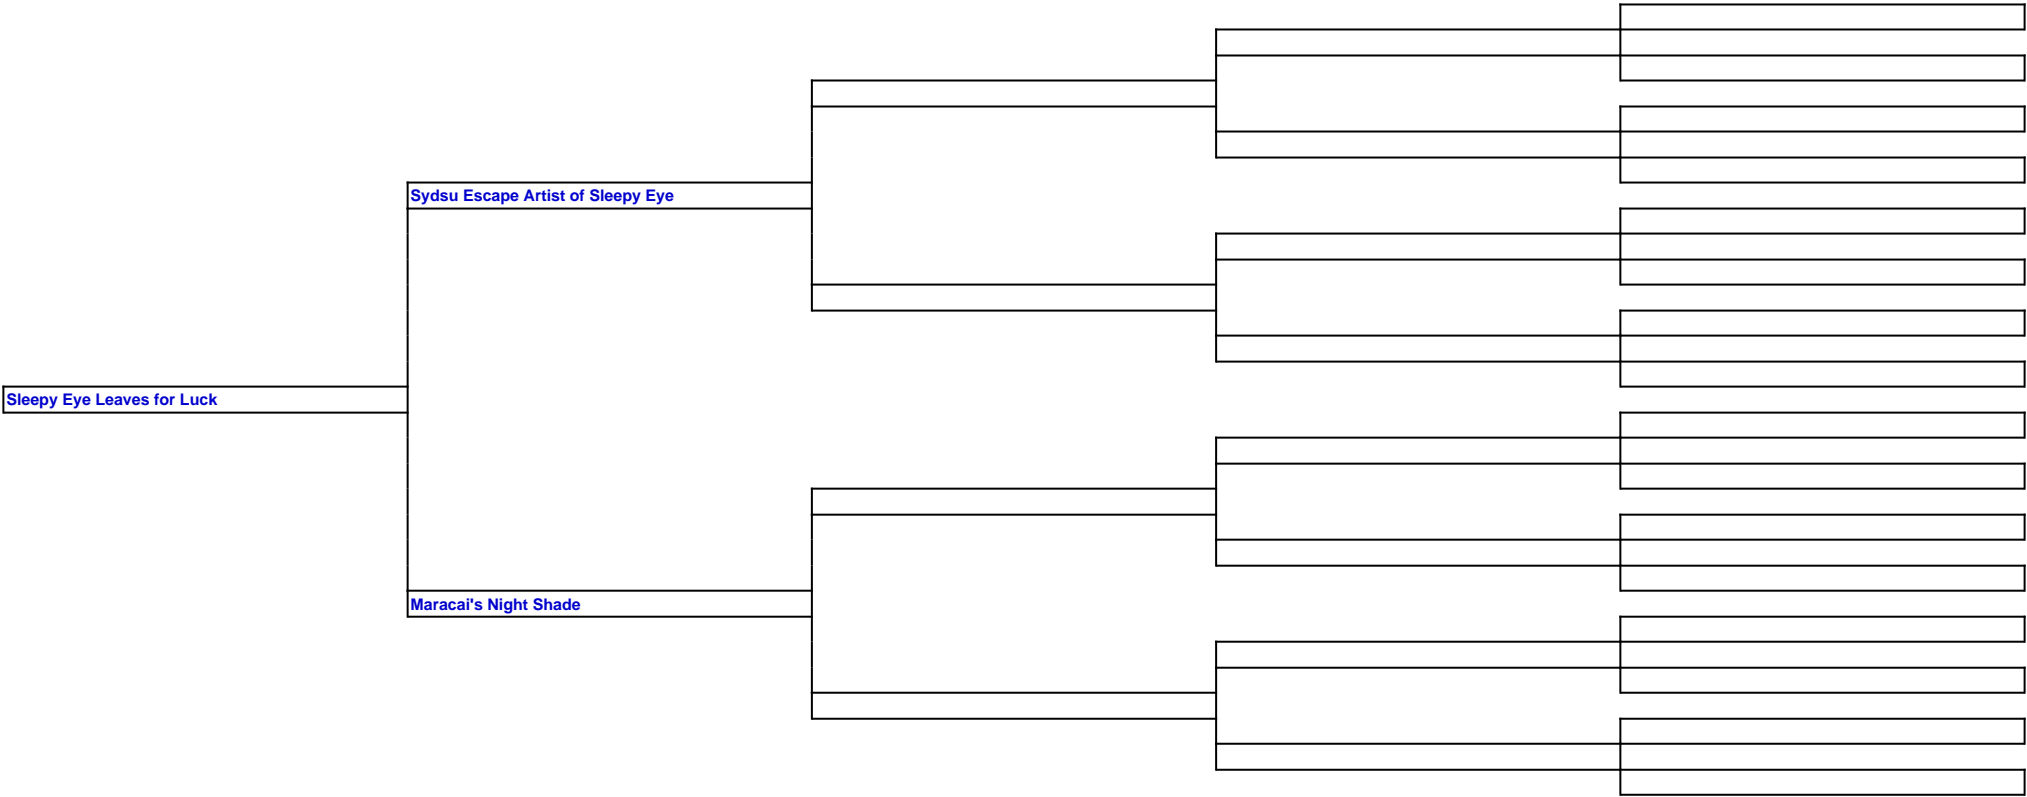 Sydsu Escape Artist of Sleepy Eye
Sleepy Eye Leaves for Luck
Maracai's Night Shade